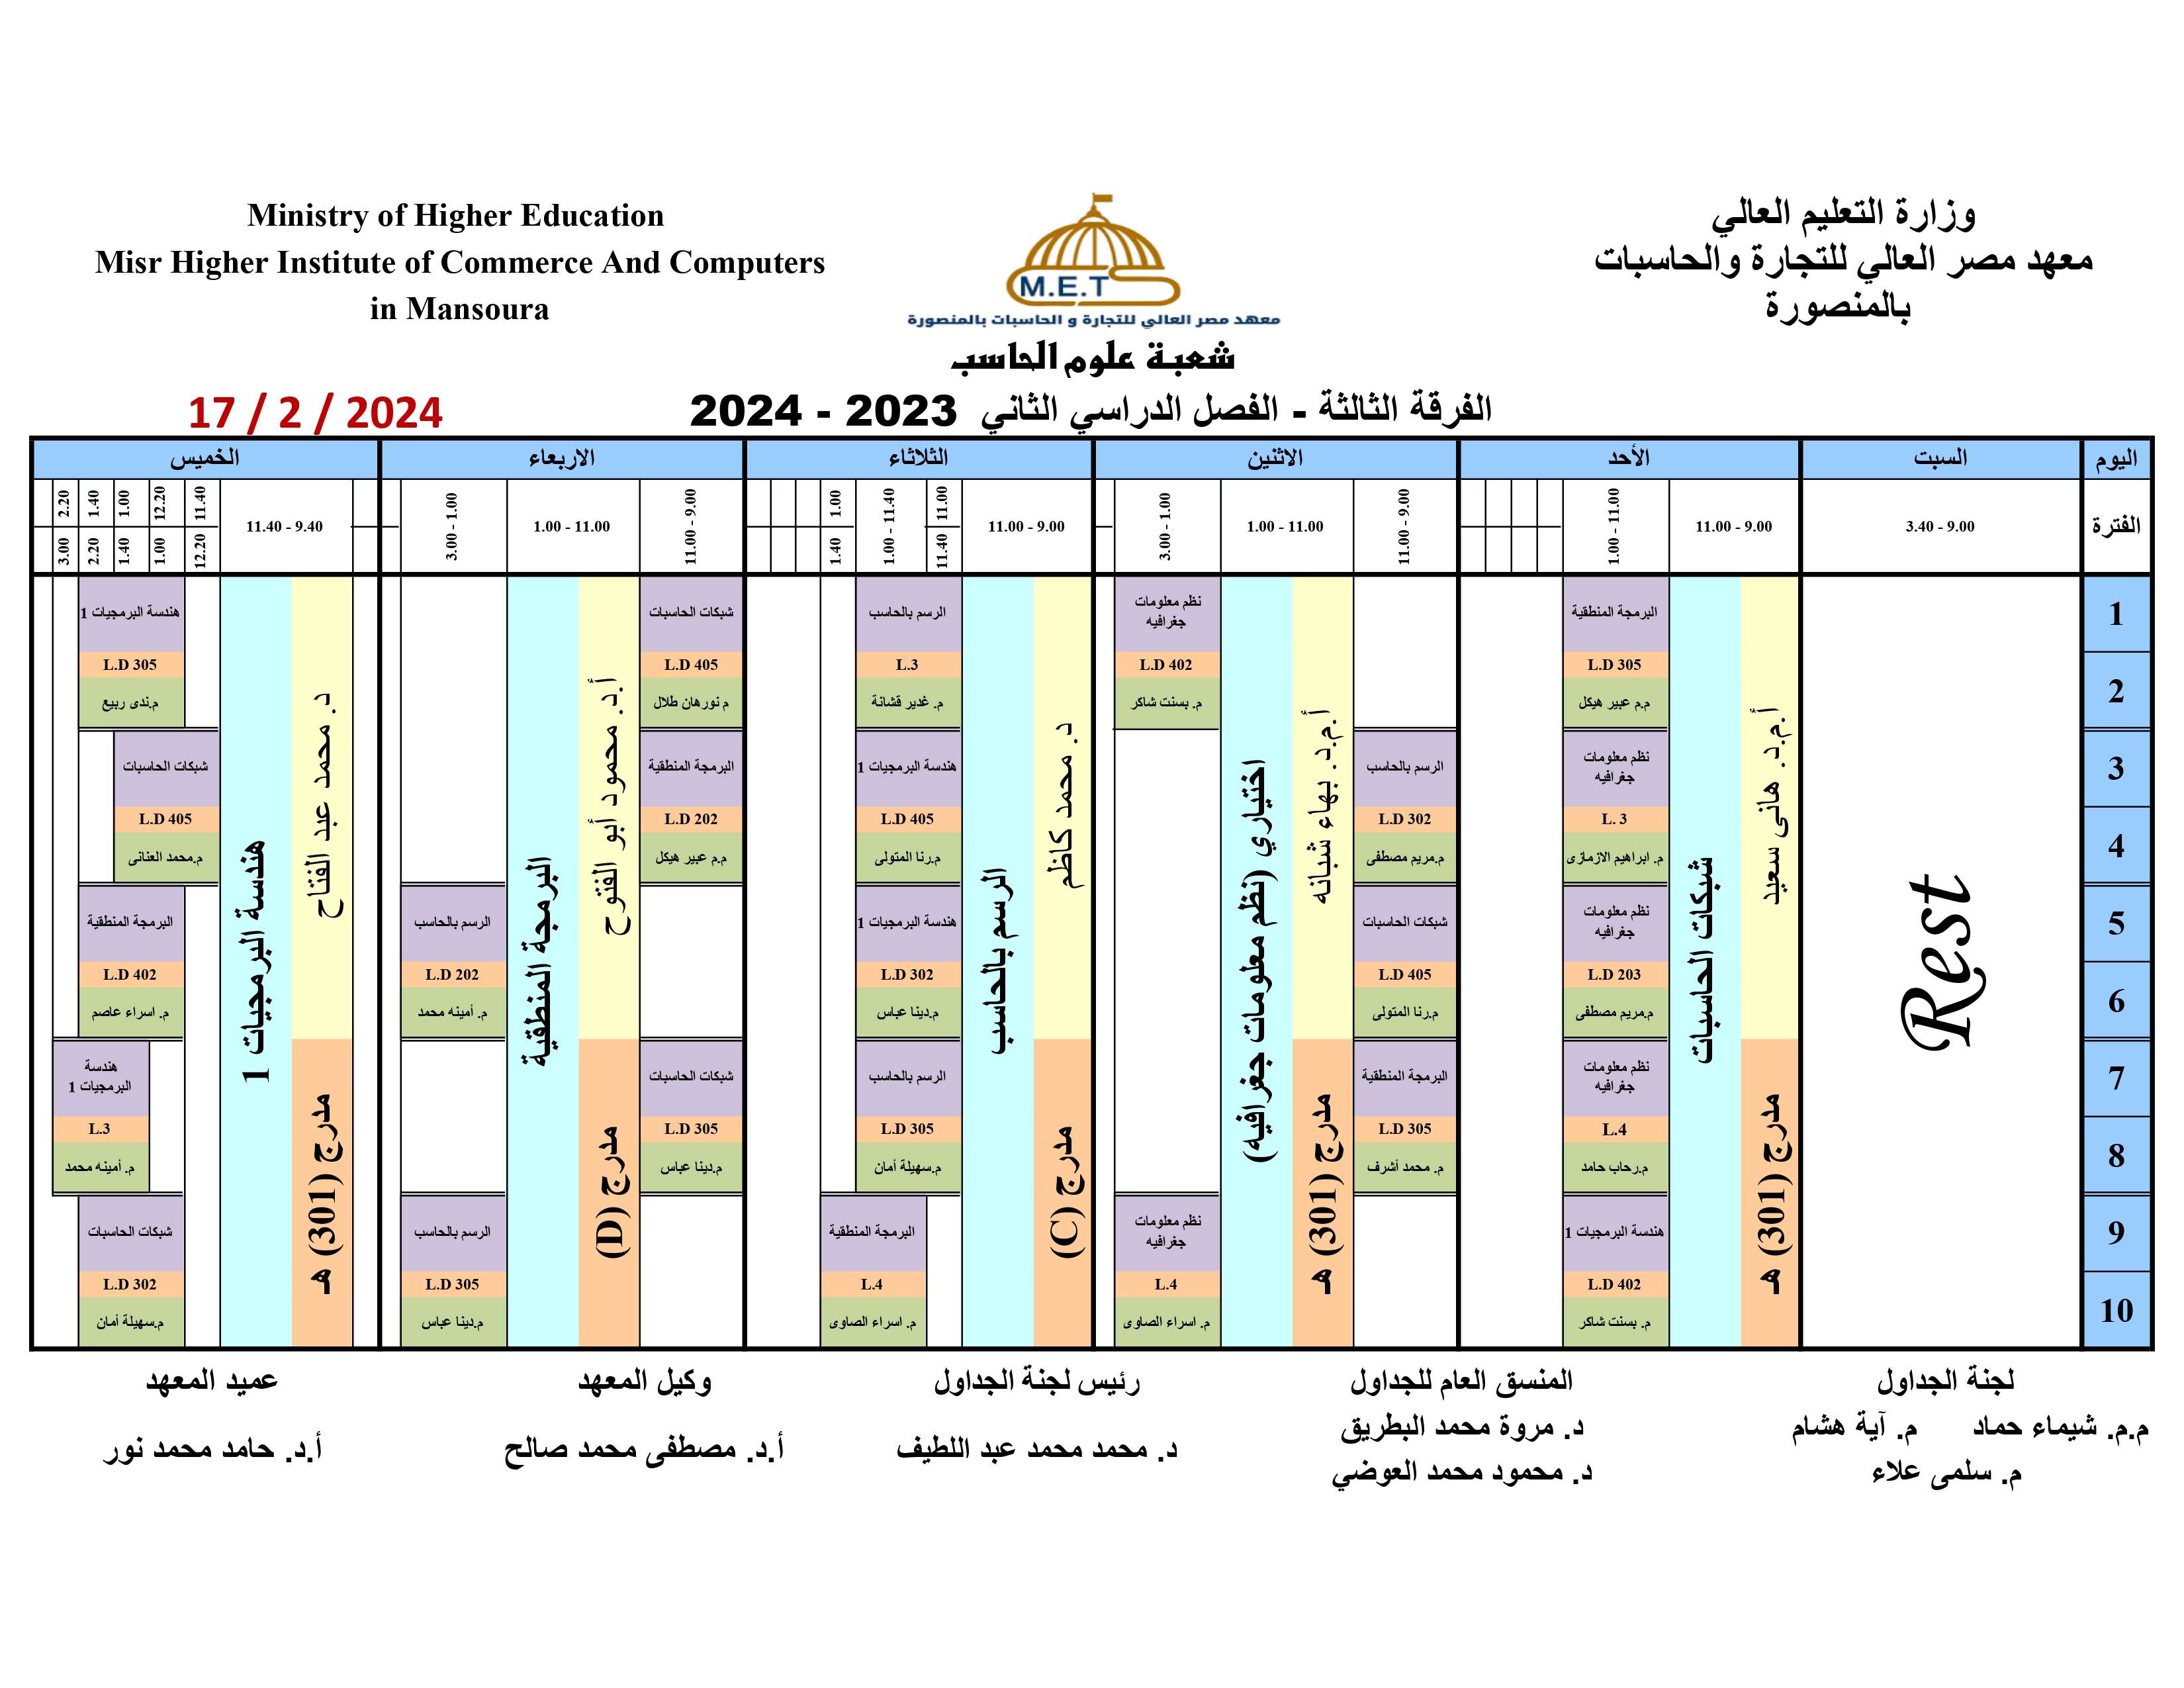 وزارة التعليم العالي
معهد مصر العالي للتجارة والحاسبات
بالمنصورة
Ministry of Higher Education
Misr Higher Institute of Commerce And Computers
in Mansoura
M.E.T
معهد مصر العالي للتجارة و الحاسبات بالمنصورة
شعبة علوم الحاسب
الفرقة الثالثة - الفصل الدراسي الثاني 2023 - 2024
17 / 2 / 2024
اليوم
السبت
الأحد
الاثنين
الثلاثاء
الاربعاء
الخميس
الفترة
3.40 - 9.00
11.00 - 9.00
1.00 - 11.00
11.00 - 9.00
1.00 - 11.00
3.00 - 1.00
11.00 - 9.00
11.00
11.40
1.00 - 11.40
1.00
1.40
11.00 - 9.00
1.00 - 11.00
3.00 - 1.00
11.40 - 9.40
11.40
12.20
12.20
1.00
1.00
1.40
1.40
2.20
2.20
3.00
1
2
3
4
5
6
7
8
9
10
Rest
أ.م.د. هانى سعيد
مدرج (301) هـ
شبكات الحاسبات
البرمجة المنطقية
L.D 305
م.م عبير هيكل
نظم معلومات
جغرافيه
L. 3
م. ابراهيم الازمازى
نظم معلومات
جغرافيه
L.D 203
م.مريم مصطفى
نظم معلومات
جغرافيه
L.4
م.رحاب حامد
هندسة البرمجيات 1
L.D 402
م. بسنت شاكر
الرسم بالحاسب
L.D 302
م.مريم مصطفى
شبكات الحاسبات
L.D 405
م.رنا المتولى
البرمجة المنطقية
L.D 305
م. محمد أشرف
أ.م.د. بهاء شبانه
مدرج (301) هـ
اختياري (نظم معلومات جغرافيه)
نظم معلومات
جغرافيه
L.D 402
م. بسنت شاكر
نظم معلومات
جغرافيه
L.4
م. اسراء الصاوى
د. محمد كاظم
مدرج (C)
الرسم بالحاسب
الرسم بالحاسب
L.3
م. غدير قشانة
هندسة البرمجيات 1
L.D 405
م.رنا المتولى
هندسة البرمجيات 1
L.D 302
م.دينا عباس
الرسم بالحاسب
L.D 305
م.سهيلة أمان
البرمجة المنطقية
L.4
م. اسراء الصاوى
شبكات الحاسبات
L.D 405
م نورهان طلال
البرمجة المنطقية
L.D 202
م.م عبير هيكل
شبكات الحاسبات
L.D 305
م.دينا عباس
أ.د. محمود أبو الفتوح
مدرج (D)
البرمجة المنطقية
الرسم بالحاسب
L.D 202
م. أمينه محمد
الرسم بالحاسب
L.D 305
م.دينا عباس
د. محمد عبد الفتاح
مدرج (301) هـ
هندسة البرمجيات 1
هندسة البرمجيات 1
L.D 305
م.ندى ربيع
شبكات الحاسبات
L.D 405
م.محمد العنانى
البرمجة المنطقية
L.D 402
م. اسراء عاصم
هندسة
البرمجيات 1
L.3
م. أمينه محمد
شبكات الحاسبات
L.D 302
م.سهيلة أمان
لجنة الجداول
م.م. شيماء حماد م. آية هشام
م. سلمى علاء
المنسق العام للجداول
د. مروة محمد البطريق
د. محمود محمد العوضي
رئيس لجنة الجداول
د. محمد محمد عبد اللطيف
وكيل المعهد
أ.د. مصطفى محمد صالح
عميد المعهد
أ.د. حامد محمد نور